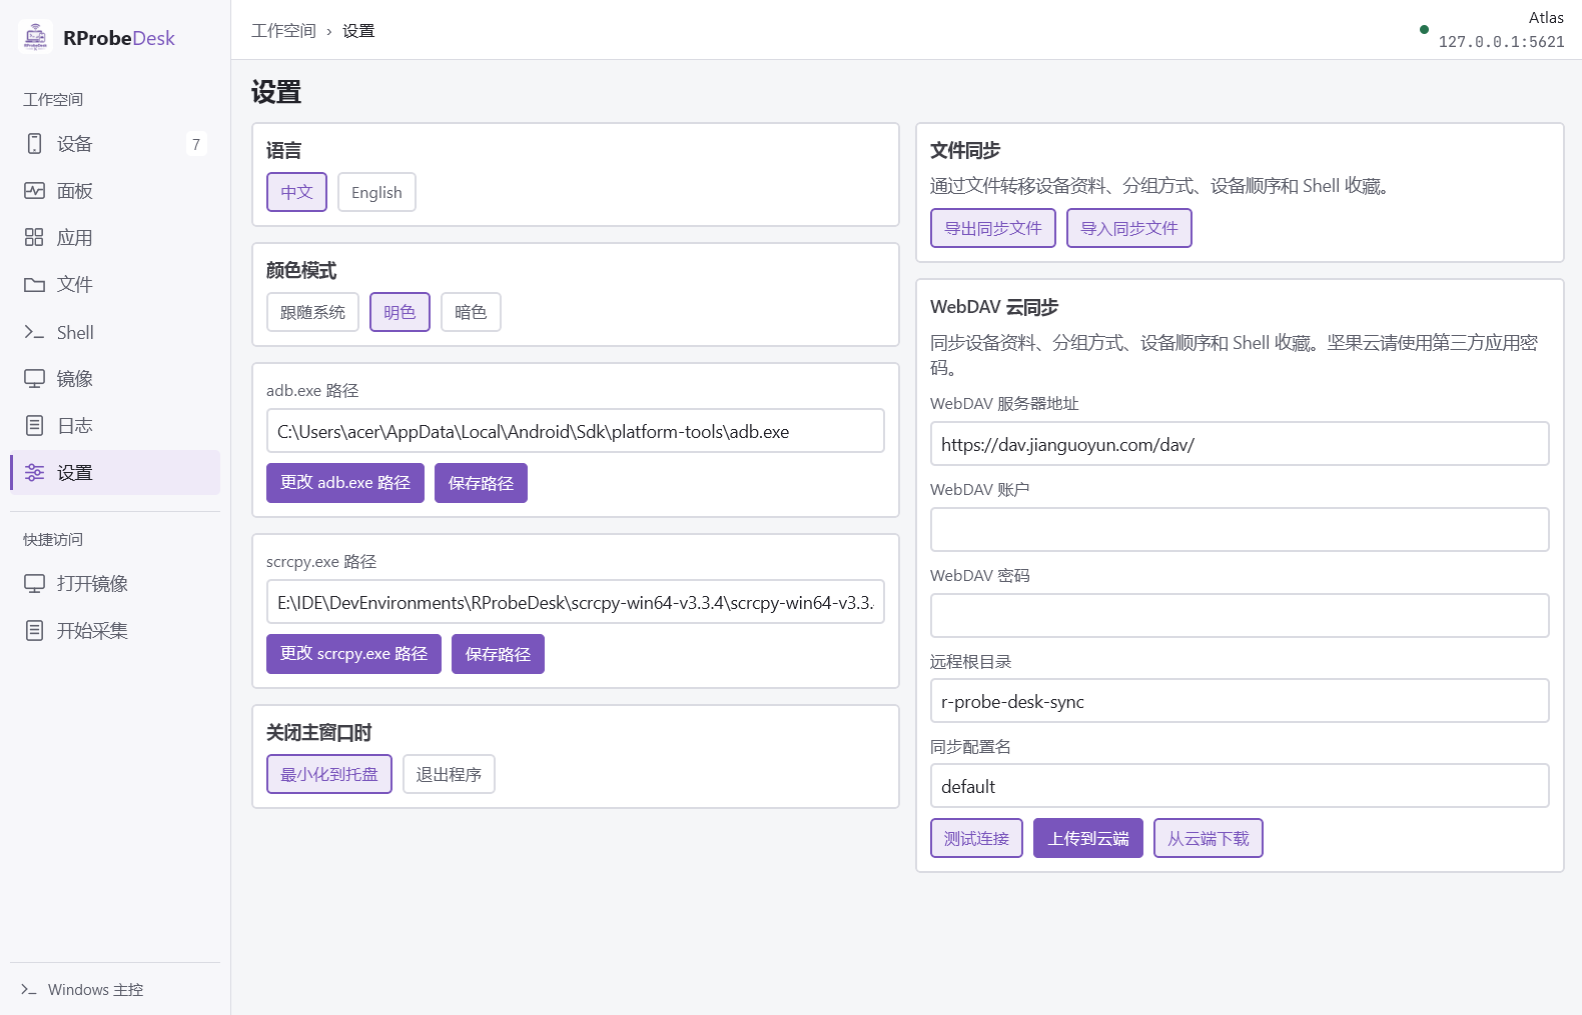 RProbeDesk
工作空间
设备
7
面板
应用
文件
Shell
镜像
日志
设置
快捷访问
打开镜像
开始采集
Windows 主控
工作空间 › 设置
Atlas
127.0.0.1:5621
设置
语言
中文
English
颜色模式
跟随系统
明色
暗色
adb.exe 路径
C:\Users\acer\AppData\Local\Android\Sdk\platform-tools\adb.exe
更改 adb.exe 路径
保存路径
scrcpy.exe 路径
E:\IDE\DevEnvironments\RProbeDesk\scrcpy-win64-v3.3.4\scrcpy-win64-v3.3.
更改 scrcpy.exe 路径
保存路径
关闭主窗口时
最小化到托盘
退出程序
文件同步
通过文件转移设备资料、分组方式、设备顺序和 Shell 收藏。
导出同步文件
导入同步文件
WebDAV 云同步
同步设备资料、分组方式、设备顺序和 Shell 收藏。坚果云请使用第三方应用密
码。
WebDAV 服务器地址
https://dav.jianguoyun.com/dav/
WebDAV 账户
WebDAV 密码
远程根目录
r-probe-desk-sync
同步配置名
default
测试连接
上传到云端
从云端下载